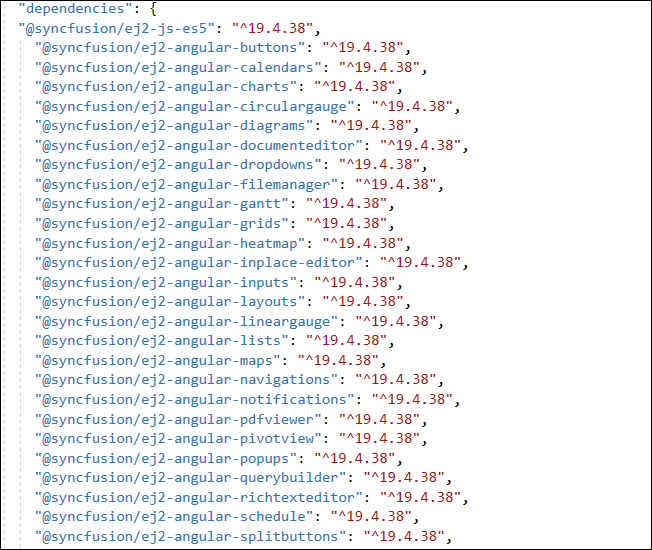 "dependencies": {
"@syncfusion/ej2-js-es5": "^19.4.38",
"@syncfusion/ej2-angular-buttons": "^19.4.38",
"@syncfusion/ej2-angular-calendars": "^19.4.38",
"@syncfusion/ej2-angular-charts": "^19.4.38",
"@syncfusion/ej2-angular-circulargauge": "^19.4.38",
"@syncfusion/ej2-angular-diagrams": "^19.4.38",
"@syncfusion/ej2-angular-documenteditor": "^19.4.38",
"@syncfusion/ej2-angular-dropdowns": "^19.4.38",
"@syncfusion/ej2-angular-filemanager": "^19.4.38",
"@syncfusion/ej2-angular-gantt": "^19.4.38",
"@syncfusion/ej2-angular-grids": "^19.4.38",
"@syncfusion/ej2-angular-heatmap": "^19.4.38",
"@syncfusion/ej2-angular-inplace-editor": "^19.4.38",
"@syncfusion/ej2-angular-inputs": "^19.4.38",
"@syncfusion/ej2-angular-layouts": "^19.4.38",
"@syncfusion/ej2-angular-lineargauge": "^19.4.38",
"@syncfusion/ej2-angular-lists": "^19.4.38",
"@syncfusion/ej2-angular-maps": "^19.4.38",
"@syncfusion/ej2-angular-navigations": "^19.4.38",
"@syncfusion/ej2-angular-notifications": "^19.4.38",
"@syncfusion/ej2-angular-pdfviewer": "^19.4.38",
"@syncfusion/ej2-angular-pivotview": "^19.4.38",
"@syncfusion/ej2-angular-popups": "^19.4.38",
"@syncfusion/ej2-angular-querybuilder": "^19.4.38",
"@syncfusion/ej2-angular-richtexteditor": "^19.4.38",
"@syncfusion/ej2-angular-schedule": "^19.4.38",
"@syncfusion/ej2-angular-splitbuttons": "^19.4.38",